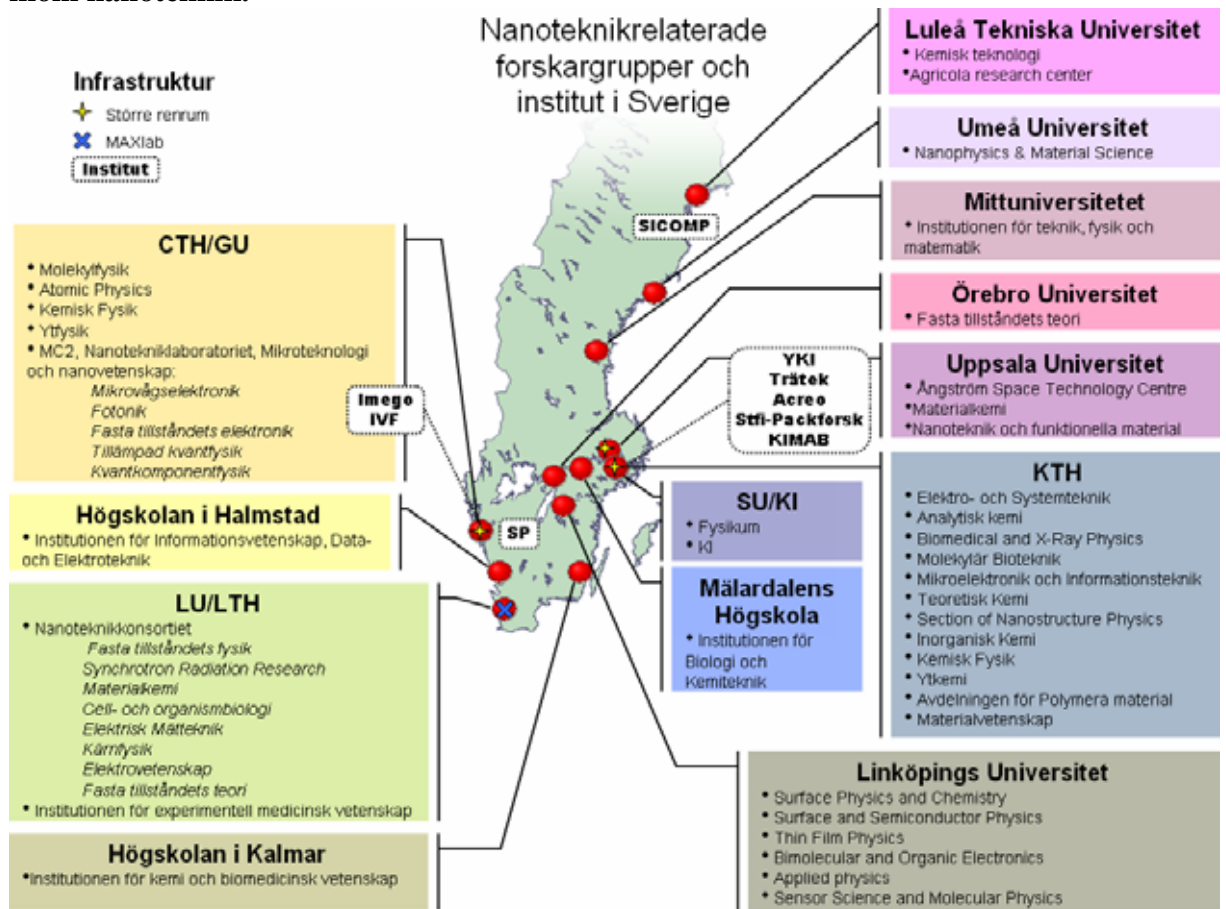 inom nanoteknik.
Nanoteknikrelaterade
forskargrupper och
institut i Sverige
Infrastruktur
Större renrum
MAXlab
Institut
Luleå Tekniska Universitet
• Kemisk teknologi
•Agricola research center
Umeå Universitet
• Nanophysics & Material Science
Mittuniversitetet
• Institutionen för teknik, fysik och
matematik
Örebro Universitet
• Fasta tillståndets teori
Uppsala Universitet
• Ångström Space Technology Centre
•Materialkemi
•Nanoteknik och funktionella material
KTH
• Elektro- och Systemteknik
• Analytisk kemi
• Biomedical and X-Ray Physics
• Molekylär Bioteknik
• Mikroelektronik och Informationsteknik
• Teoretisk Kemi
• Section of Nanostructure Physics
• Inorganisk Kemi
• Kemisk Fysik
• Ytkemi
• Avdelningen för Polymera material
• Materialvetenskap
SICOMP
YKI
Trätek
Acreo
Stfi-Packforsk
KIMAB
Imego
IVF
SP
CTH/GU
• Molekylfysik
• Atomic Physics
• Kemisk Fysik
• Ytfysik
• MC2, Nanotekniklaboratoriet, Mikroteknologi
och nanovetenskap:
Mikrovågselektronik
Fotonik
Fasta tillståndets elektronik
Tillämpad kvantfysik
Kvantkomponentfysik
Högskolan i Halmstad
• Institutionen för Informationsvetenskap, Data-
och Elektroteknik
LU/LTH
• Nanoteknikkonsortiet
Fasta tillståndets fysik
Synchrotron Radiation Research
Materialkemi
Cell- och organismbiologi
Elektrisk Mätteknik
Kärnfysik
Elektrovetenskap
Fasta tillståndets teori
• Institutionen för experimentell medicinsk vetenskap
Högskolan i Kalmar
•Institutionen för kemi och biomedicinsk vetenskap
SU/KI
• Fysikum
• KI
Mälardalens
Högskola
• Institutionen för
Biologi och
Kemiteknik
Linköpings Universitet
• Surface Physics and Chemistry
• Surface and Semiconductor Physics
• Thin Film Physics
• Bimolecular and Organic Electronics
• Applied physics
• Sensor Science and Molecular Physics